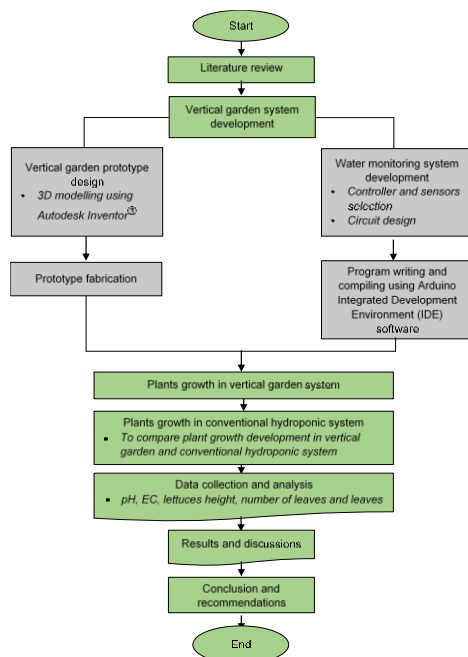 Start
Literature review
Vertical garden system
development
Vertical garden prototype
design
• 3D modelling using
Autodesk Inventor®
Water monitoring system
development
• Controller and sensors
selection
• Circuit design
Prototype fabrication
Program writing and
compiling using Arduino
Integrated Development
Environment (IDE)
software
Plants growth in vertical garden system
Plants growth in conventional hydroponic system
• To compare plant growth development in vertical
garden and conventional hydroponic system
Data collection and analysis
• pH, EC, lettuces height, number of leaves and leaves
Results and discussions
Conclusion and
recommendations
End